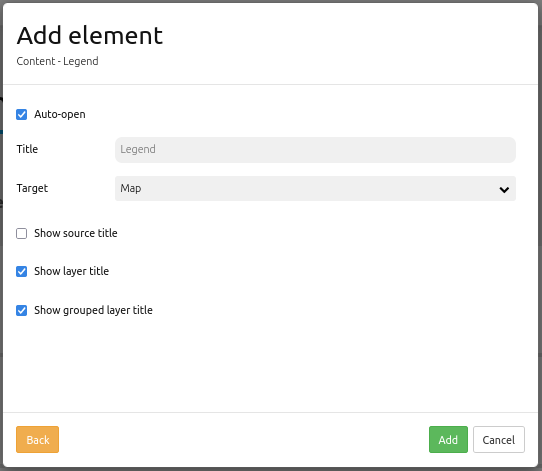 Add element
Content - Legend
Auto-open
Title Legend
Target Map
Show source title
Show layer title
Show grouped layer title
Back Add Cancel